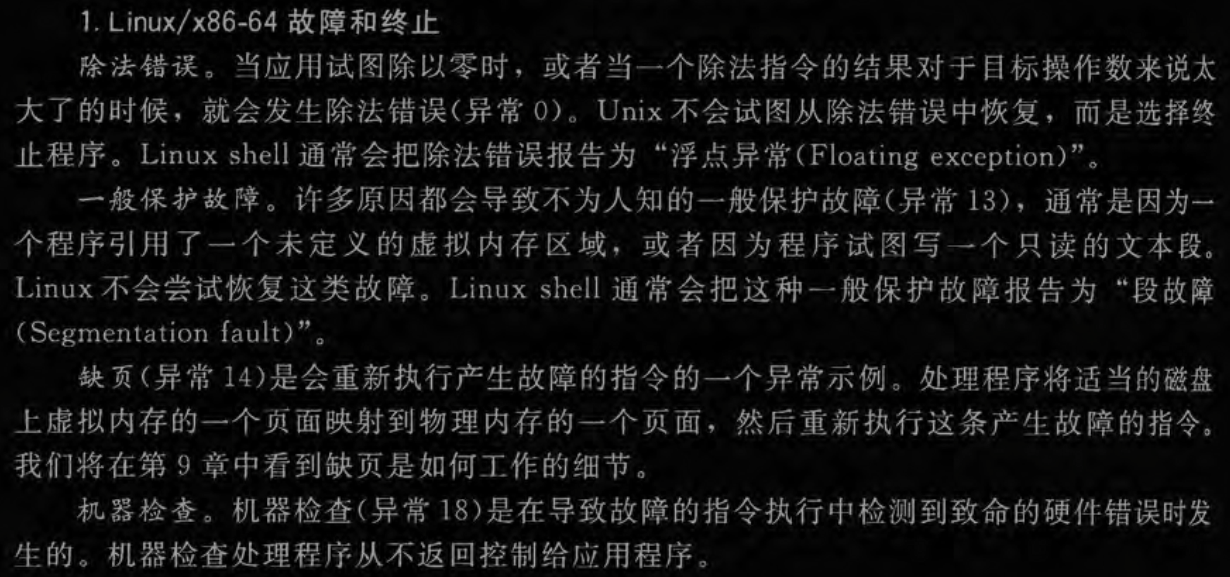 1. Linux/x86-64 故障和终止
除法错误。当应用试图除以零时，或者当一个除法指令的结果对于目标操作数来说太
大了的时候，就会发生除法错误(异常 0)。Unix 不会试图从除法错误中恢复，而是选择终
止程序。Linux shell 通常会把除法错误报告为“浮点异常(Floating exception)”。
一般保护故障。许多原因都会导致不为人知的一般保护故障(异常 13)，通常是因为一
个程序引用了一个未定义的虚拟内存区域，或者因为程序试图写一个只读的文本段。
Linux 不会尝试恢复这类故障。Linux shell 通常会把这种一般保护故障报告为“段故障
(Segmentation fault)”。
缺页(异常 14)是会重新执行产生故障的指令的一个异常示例。处理程序将适当的磁盘
上虚拟内存的一个页面映射到物理内存的一个页面，然后重新执行这条产生故障的指令。
我们将在第 9 章中看到缺页是如何工作的细节。
机器检查。机器检查(异常 18)是在导致故障的指令执行中检测到致命的硬件错误时发
生的。机器检查处理程序从不返回控制给应用程序。